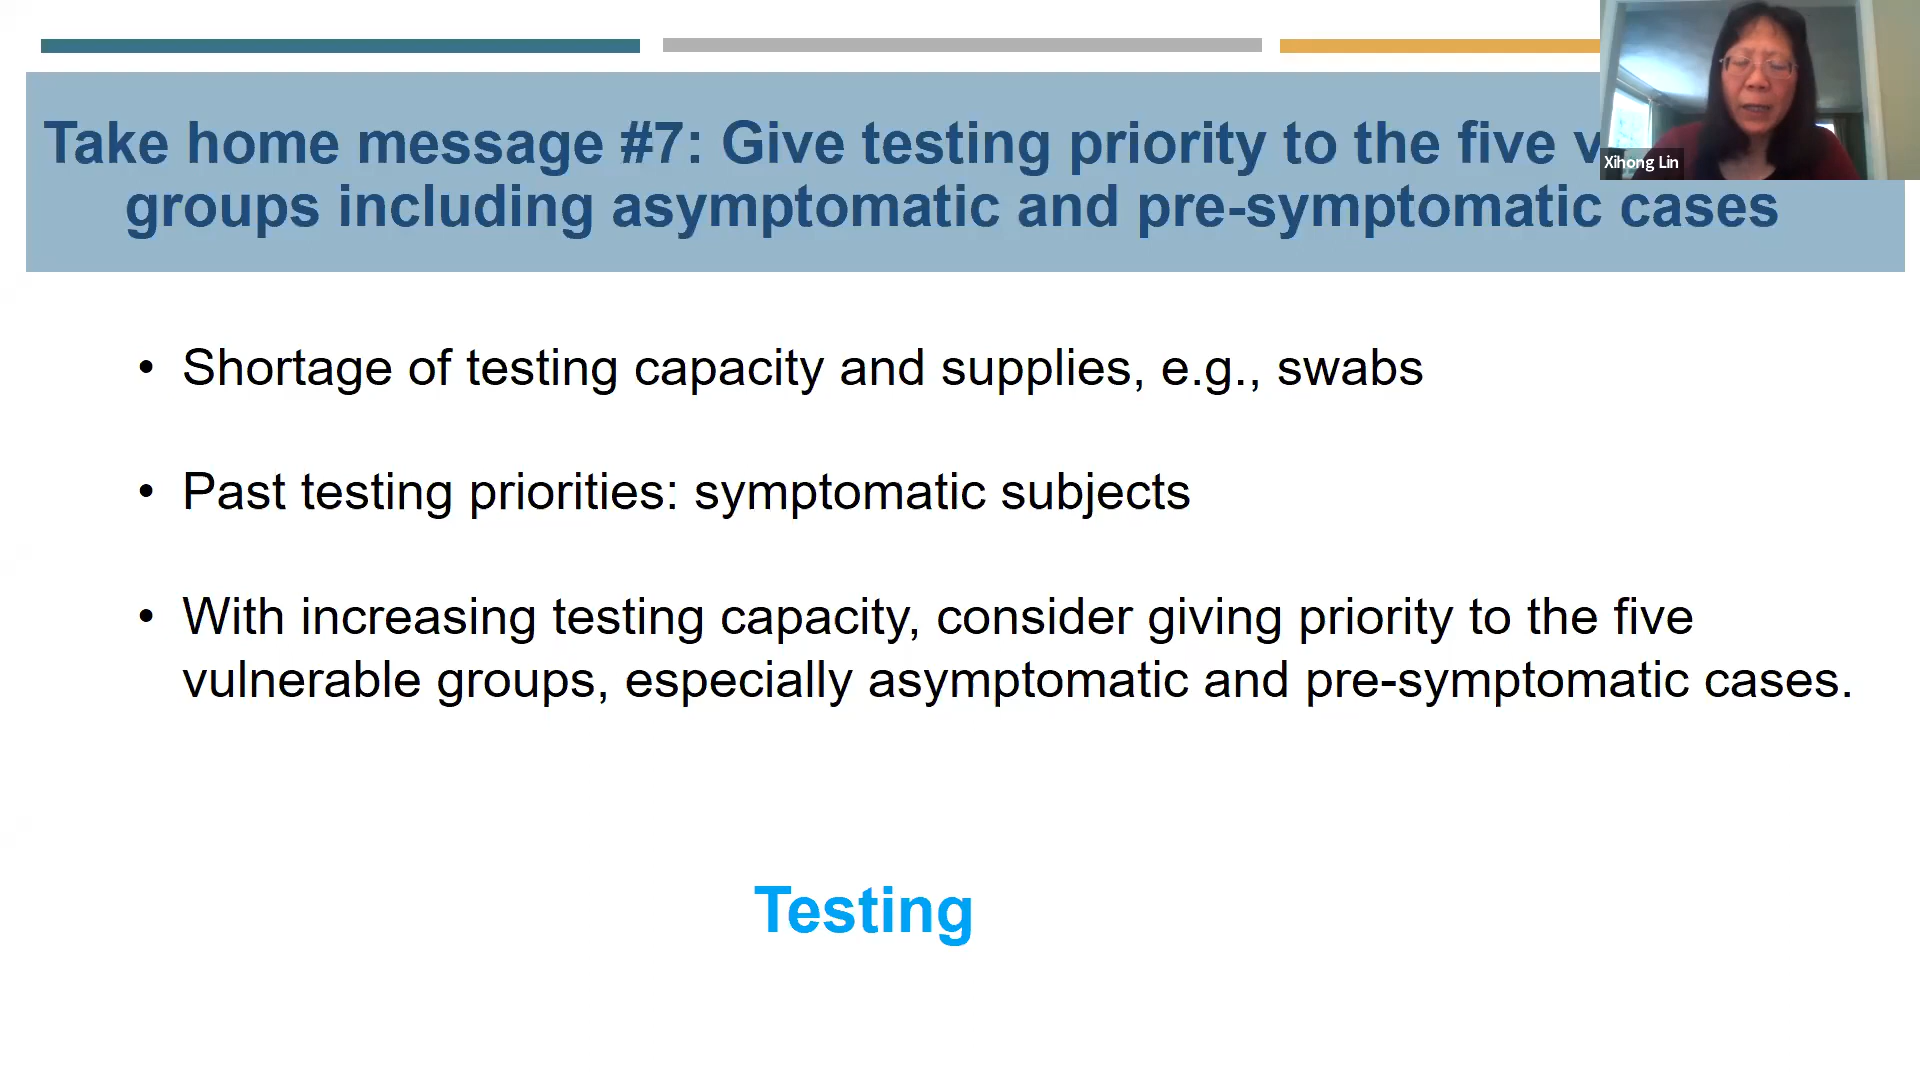 Take home message #7: Give testing priority to the five
groups including asymptomatic and pre-symptomatic cases
Xihong Lin
• Shortage of testing capacity and supplies, e.g., swabs
• Past testing priorities: symptomatic subjects
• With increasing testing capacity, consider giving priority to the five
vulnerable groups, especially asymptomatic and pre-symptomatic cases.
Testing